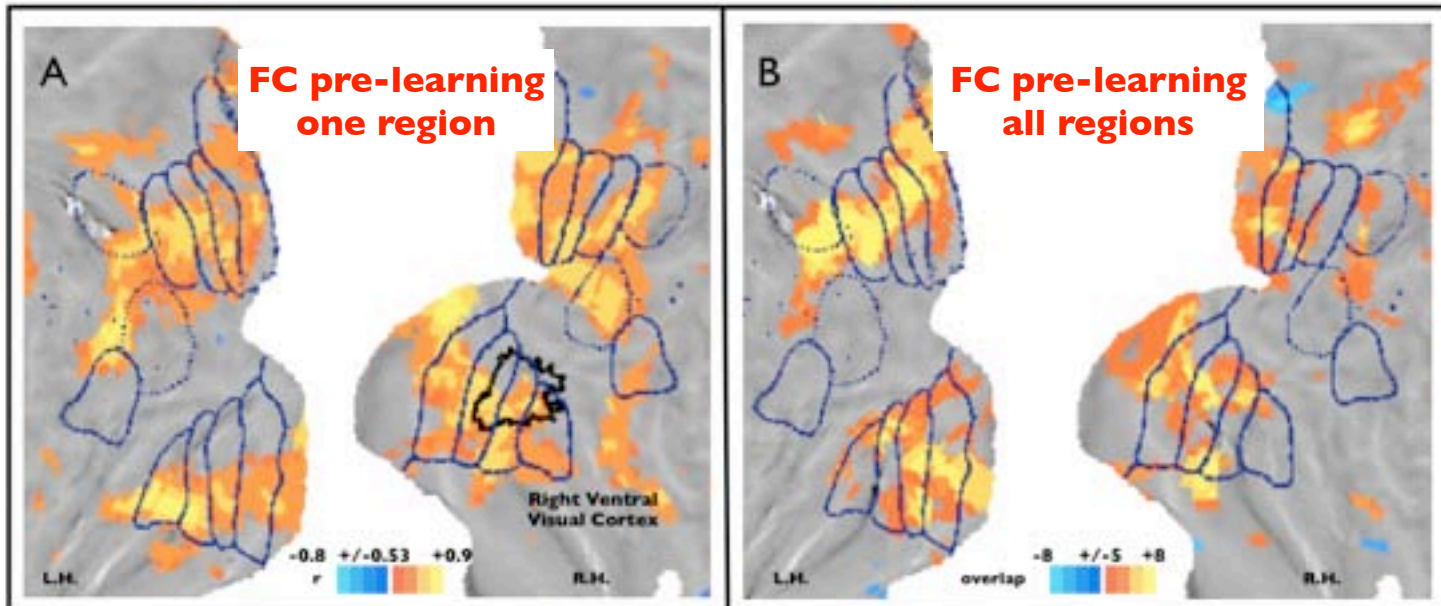 A
FC pre-learning
one region
Right Ventral
Visual Cortex
-0.8 +/-0.53 +0.9
L.H. r R.H.
B
FC pre-learning
all regions
-8 +/-5 +8
L.H. overlap R.H.